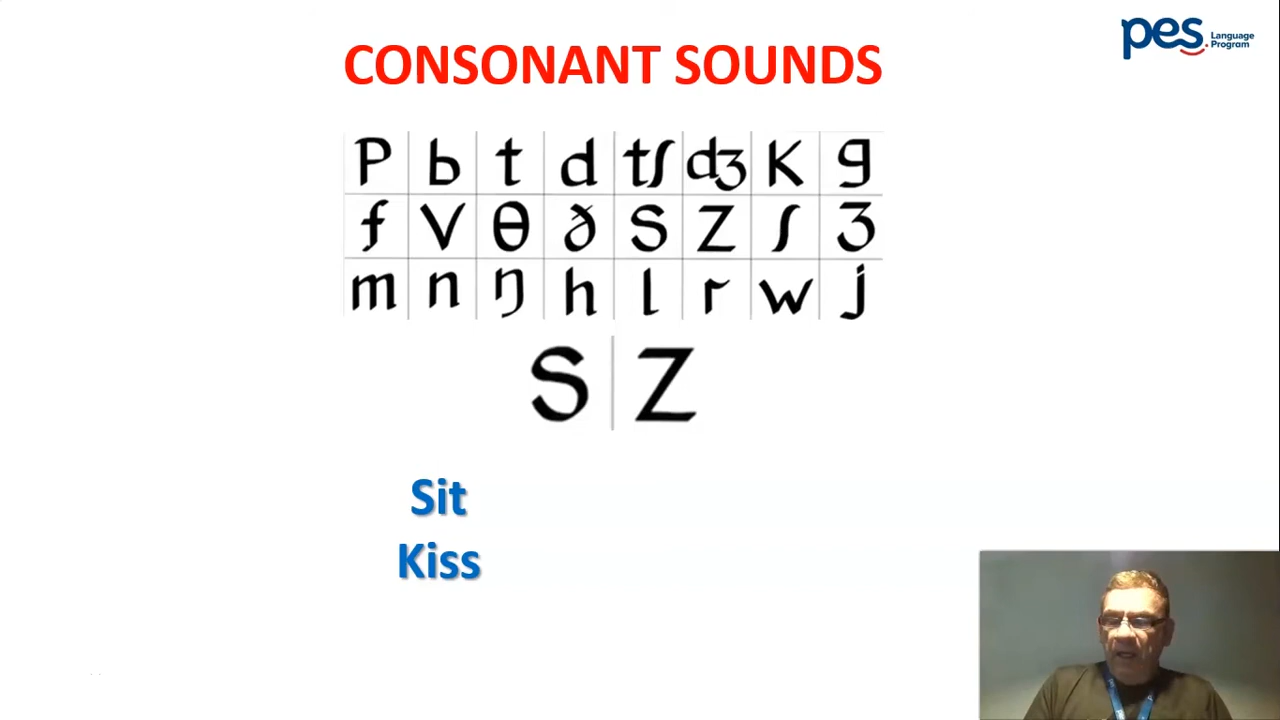 pes. Language
Program
CONSONANT SOUNDS
P b t d tʃ dʒ K g
f V θ ð S Z ʃ ʒ
m n ŋ h l r w j
S Z
Sit
Kiss